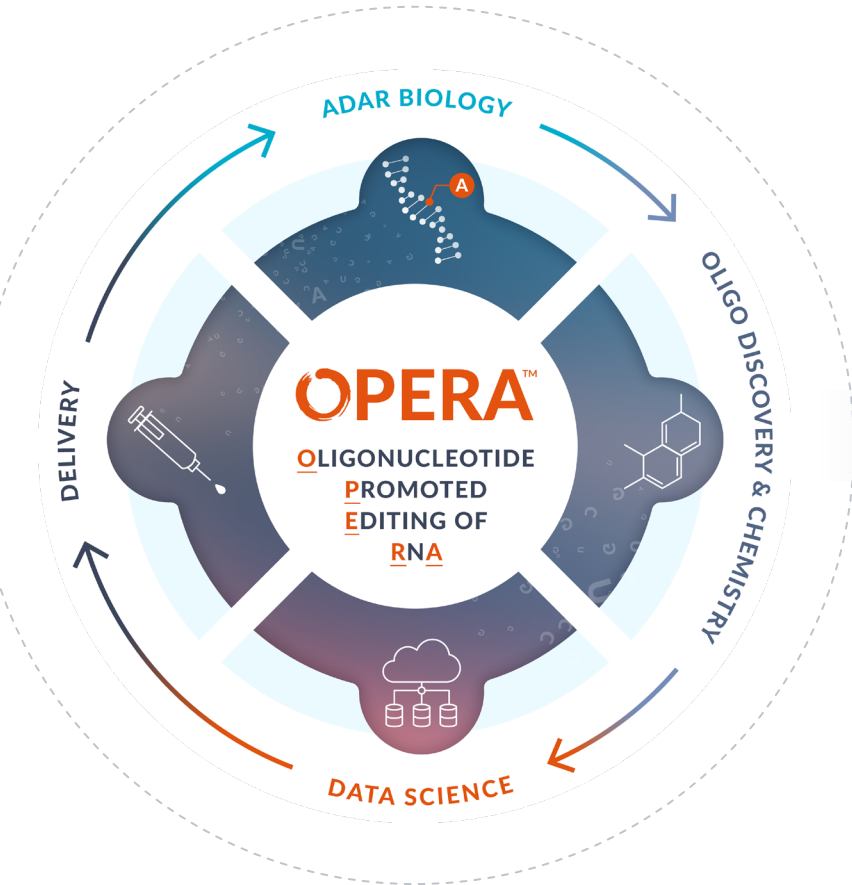 ADAR BIOLOGY
A
OLIGO DISCOVERY & CHEMISTRY
OPERA™
OLIGONUCLEOTIDE
PROMOTED
EDITING OF
RNA
DELIVERY
DATA SCIENCE